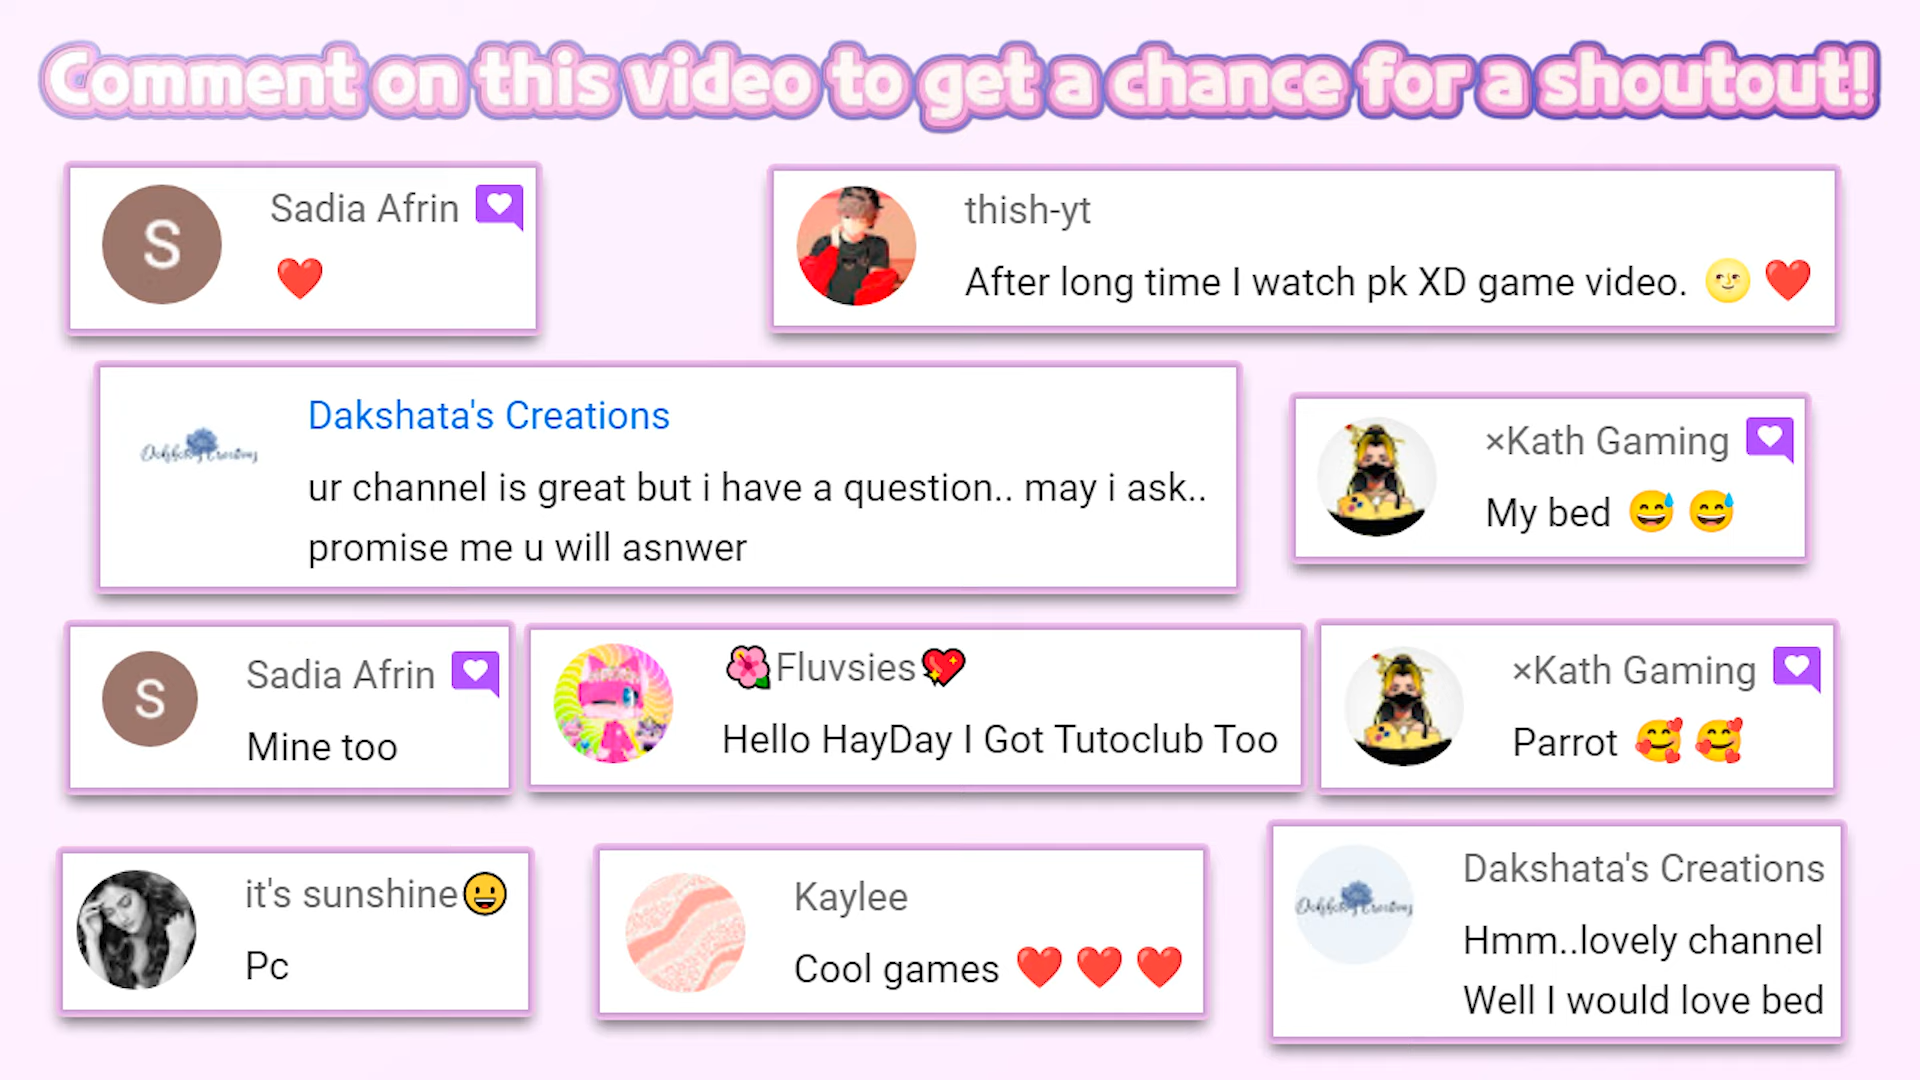 Comment on this video to get a chance for a shoutout!
S
Sadia Afrin
❤️
thish-yt
After long time I watch pk XD game video. 🌝 ❤️
Dakshata's Creations
ur channel is great but i have a question.. may i ask..
promise me u will asnwer
×Kath Gaming
My bed 😅 😅
S
Sadia Afrin
Mine too
🌺Fluvsies💖
Hello HayDay I Got Tutoclub Too
×Kath Gaming
Parrot 🥰 🥰
it's sunshine😀
Pc
Kaylee
Cool games ❤️ ❤️ ❤️
Dakshata's Creations
Hmm..lovely channel
Well I would love bed